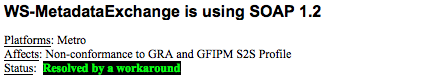 WS-MetadataExchange is using SOAP 1.2
Platforms: Metro
Affects: Non-conformance to GRA and GFIPM S2S Profile
Status: Resolved by a workaround